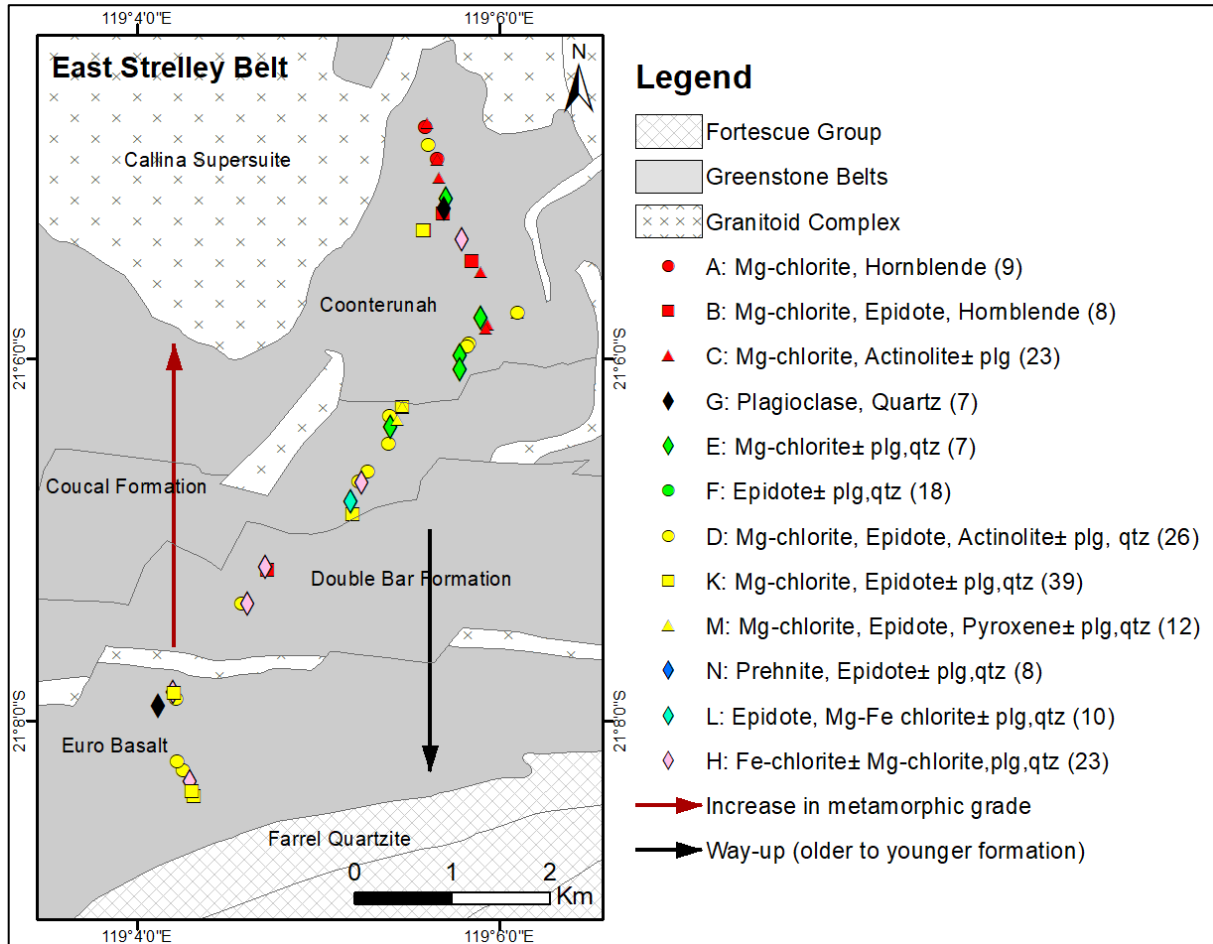 119°4'0"E
119°6'0"E
East Strelley Belt
N
Callina Supersuite
Coonterunah
21°6'0"S
21°6'0"S
Coucal Formation
Double Bar Formation
21°8'0"S
21°8'0"S
Euro Basalt
Farrel Quartzite
0 1 2
Km
119°4'0"E
119°6'0"E
Legend
Fortescue Group
Greenstone Belts
Granitoid Complex
A: Mg-chlorite, Hornblende (9)
B: Mg-chlorite, Epidote, Hornblende (8)
C: Mg-chlorite, Actinolite± plg (23)
G: Plagioclase, Quartz (7)
E: Mg-chlorite± plg,qtz (7)
F: Epidote± plg,qtz (18)
D: Mg-chlorite, Epidote, Actinolite± plg, qtz (26)
K: Mg-chlorite, Epidote± plg,qtz (39)
M: Mg-chlorite, Epidote, Pyroxene± plg,qtz (12)
N: Prehnite, Epidote± plg,qtz (8)
L: Epidote, Mg-Fe chlorite± plg,qtz (10)
H: Fe-chlorite± Mg-chlorite,plg,qtz (23)
Increase in metamorphic grade
Way-up (older to younger formation)